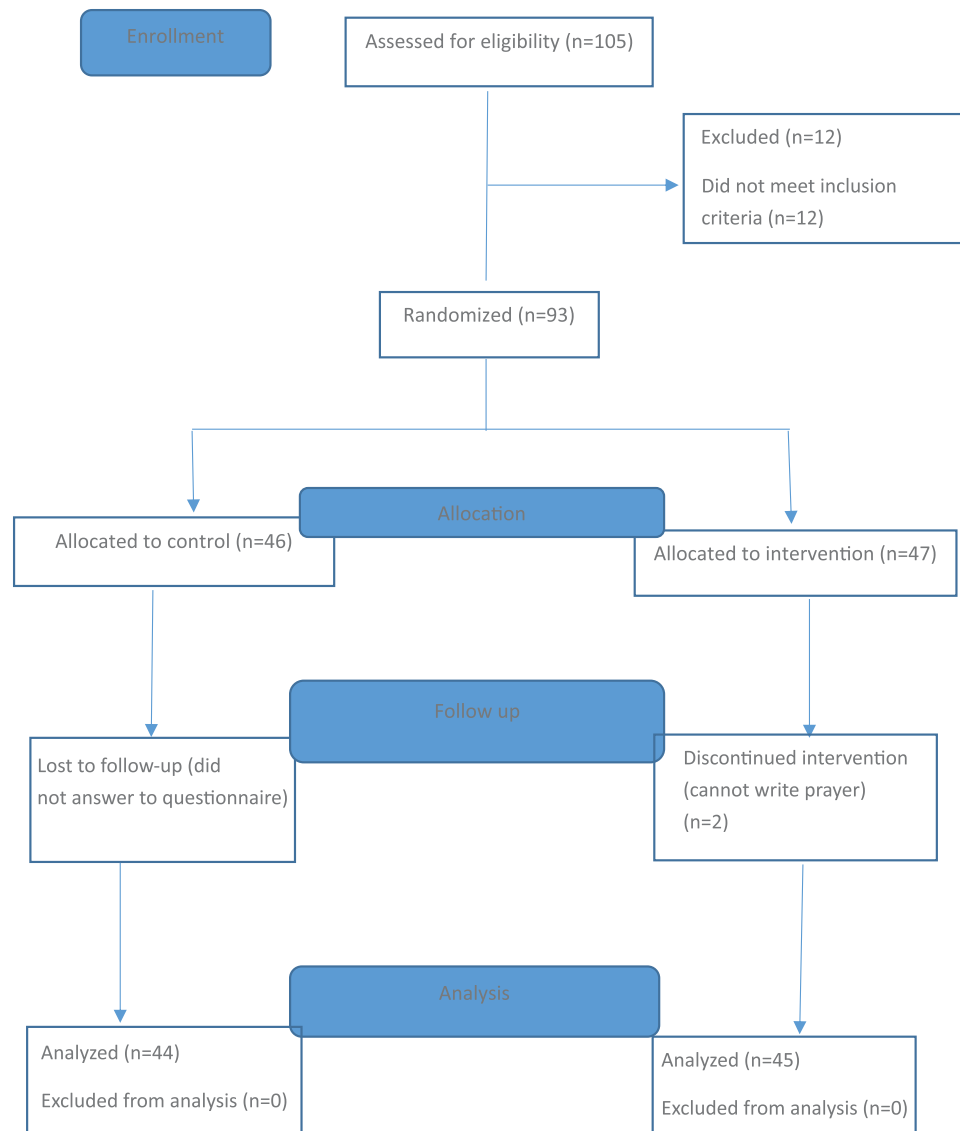 Enrollment
Assessed for eligibility (n=105)
Excluded (n=12)
Did not meet inclusion
criteria (n=12)
Randomized (n=93)
Allocation
Allocated to control (n=46)
Allocated to intervention (n=47)
Follow up
Lost to follow-up (did
not answer to questionnaire)
Discontinued intervention
(cannot write prayer)
(n=2)
Analysis
Analyzed (n=44)
Excluded from analysis (n=0)
Analyzed (n=45)
Excluded from analysis (n=0)